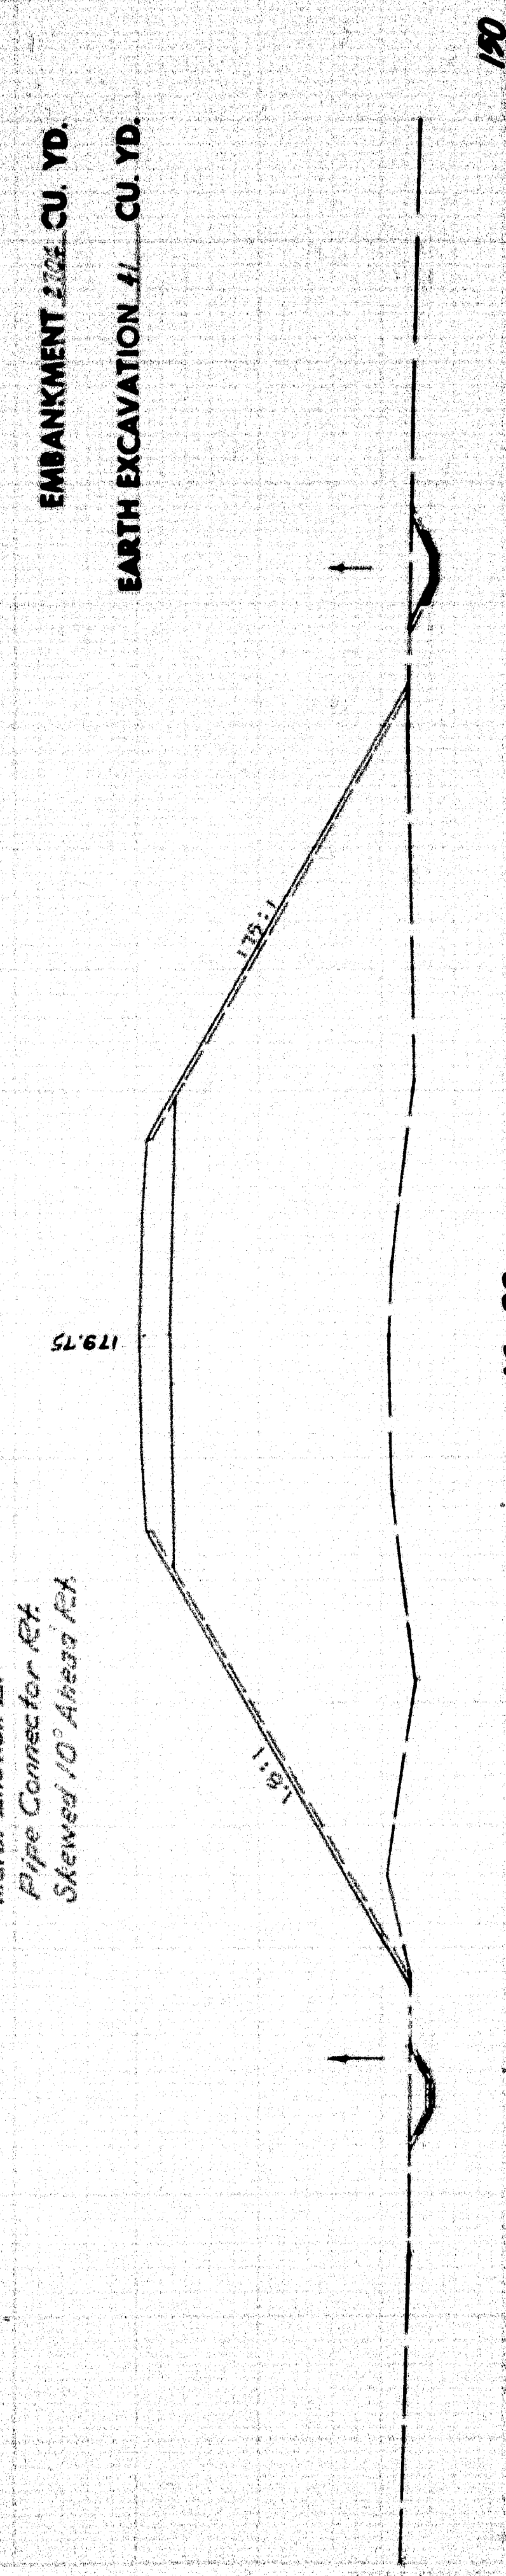 EMBANKMENT CU. YD.
EARTH EXCAVATION 41 CU. YD.
150
1.75:1
179.75
1.8:1
Pipe Connector Rt.
Skewed 10° Ahead Rt.